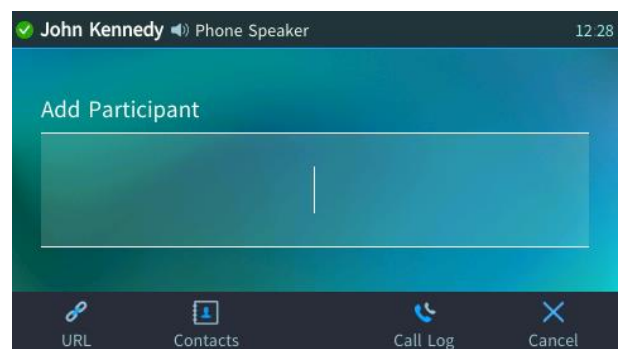 John Kennedy Phone Speaker 12:28
Add Participant
URL Contacts Call Log Cancel